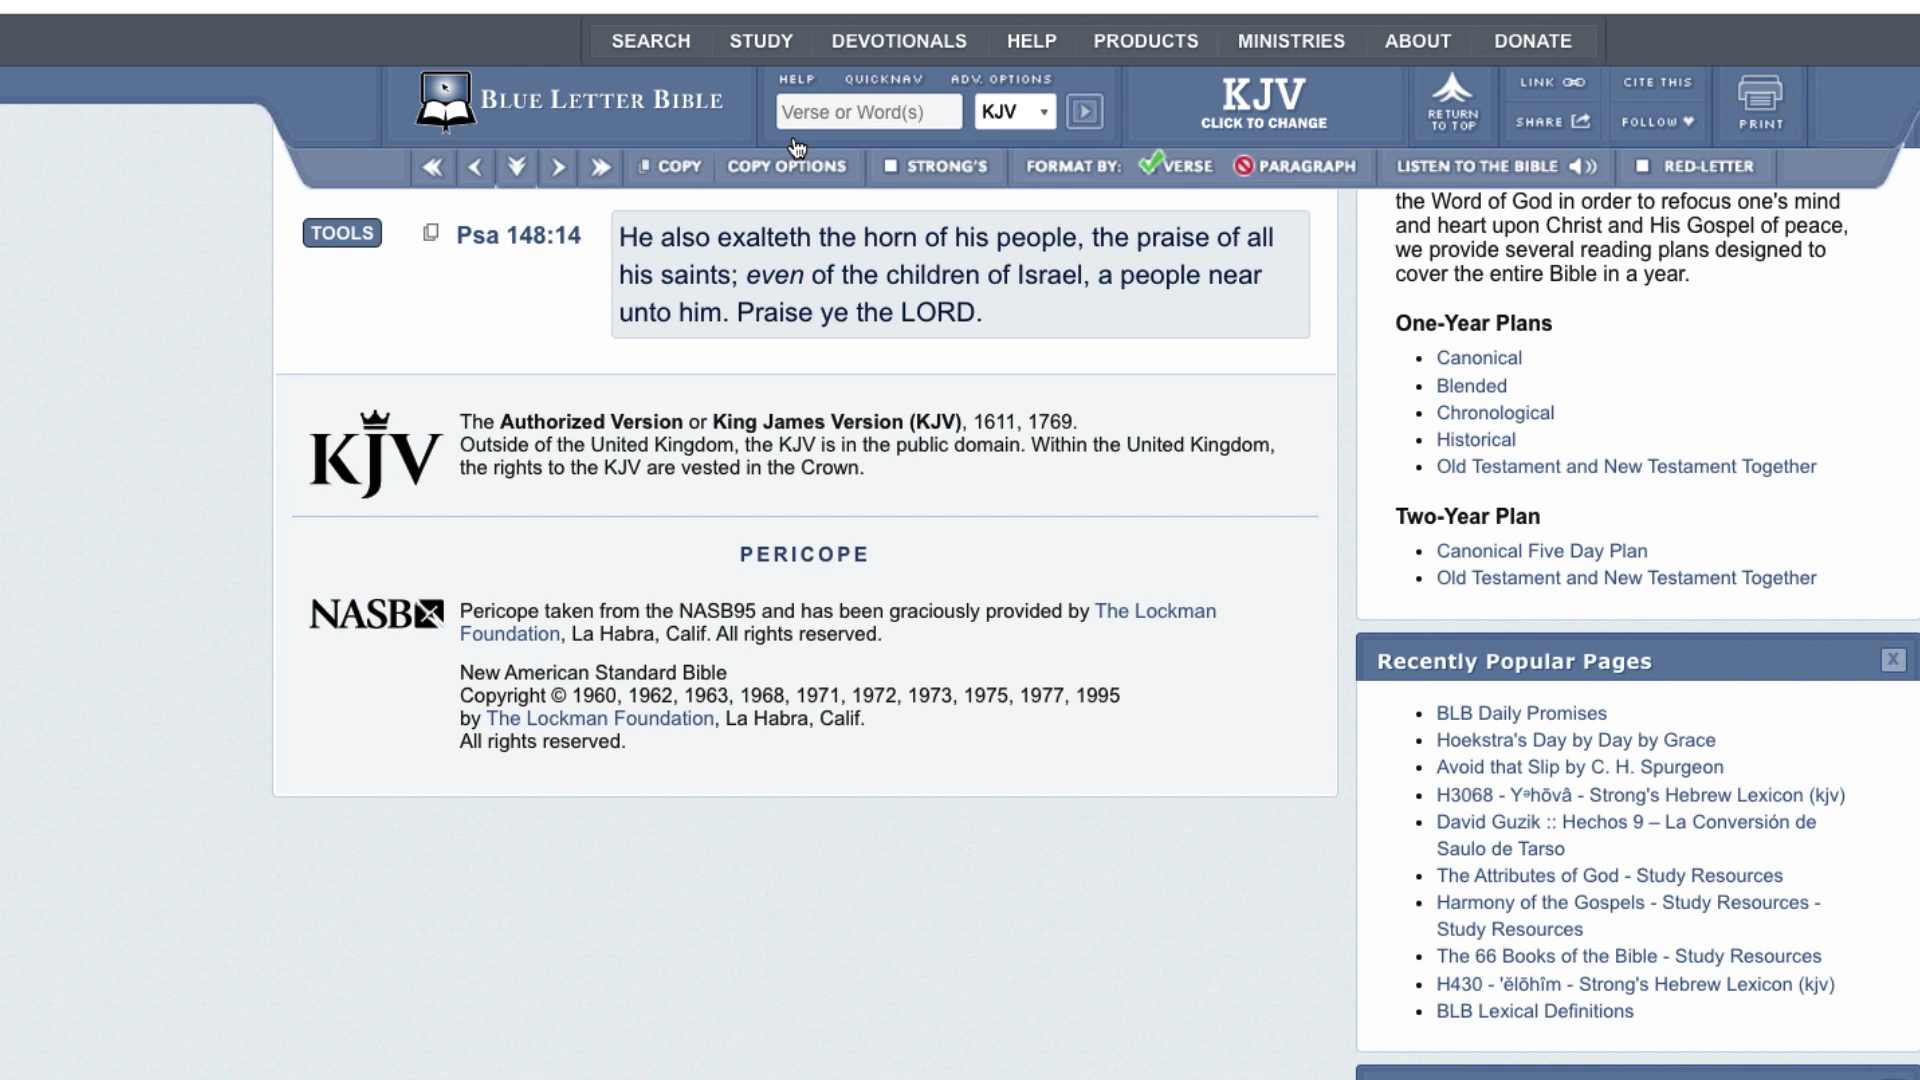 SEARCH STUDY DEVOTIONALS HELP PRODUCTS MINISTRIES ABOUT DONATE
BLUE LETTER BIBLE
HELP QUICKNAV ADV. OPTIONS
Verse or Word(s) KJV
KJV
CLICK TO CHANGE
RETURN
TO TOP
LINK
SHARE
CITE THIS
FOLLOW
PRINT
COPY COPY OPTIONS STRONG'S FORMAT BY: VERSE PARAGRAPH LISTEN TO THE BIBLE RED-LETTER
TOOLS Psa 148:14
He also exalteth the horn of his people, the praise of all
his saints; even of the children of Israel, a people near
unto him. Praise ye the LORD.
KJV
The Authorized Version or King James Version (KJV), 1611, 1769.
Outside of the United Kingdom, the KJV is in the public domain. Within the United Kingdom,
the rights to the KJV are vested in the Crown.
PERICOPE
NASB
Pericope taken from the NASB95 and has been graciously provided by The Lockman
Foundation, La Habra, Calif. All rights reserved.
New American Standard Bible
Copyright © 1960, 1962, 1963, 1968, 1971, 1972, 1973, 1975, 1977, 1995
by The Lockman Foundation, La Habra, Calif.
All rights reserved.
the Word of God in order to refocus one's mind
and heart upon Christ and His Gospel of peace,
we provide several reading plans designed to
cover the entire Bible in a year.
One-Year Plans
• Canonical
• Blended
• Chronological
• Historical
• Old Testament and New Testament Together
Two-Year Plan
• Canonical Five Day Plan
• Old Testament and New Testament Together
Recently Popular Pages X
• BLB Daily Promises
• Hoekstra's Day by Day by Grace
• Avoid that Slip by C. H. Spurgeon
• H3068 - Yᵊhōvâ - Strong's Hebrew Lexicon (kjv)
• David Guzik :: Hechos 9 – La Conversión de
Saulo de Tarso
• The Attributes of God - Study Resources
• Harmony of the Gospels - Study Resources -
Study Resources
• The 66 Books of the Bible - Study Resources
• H430 - 'ĕlōhîm - Strong's Hebrew Lexicon (kjv)
• BLB Lexical Definitions